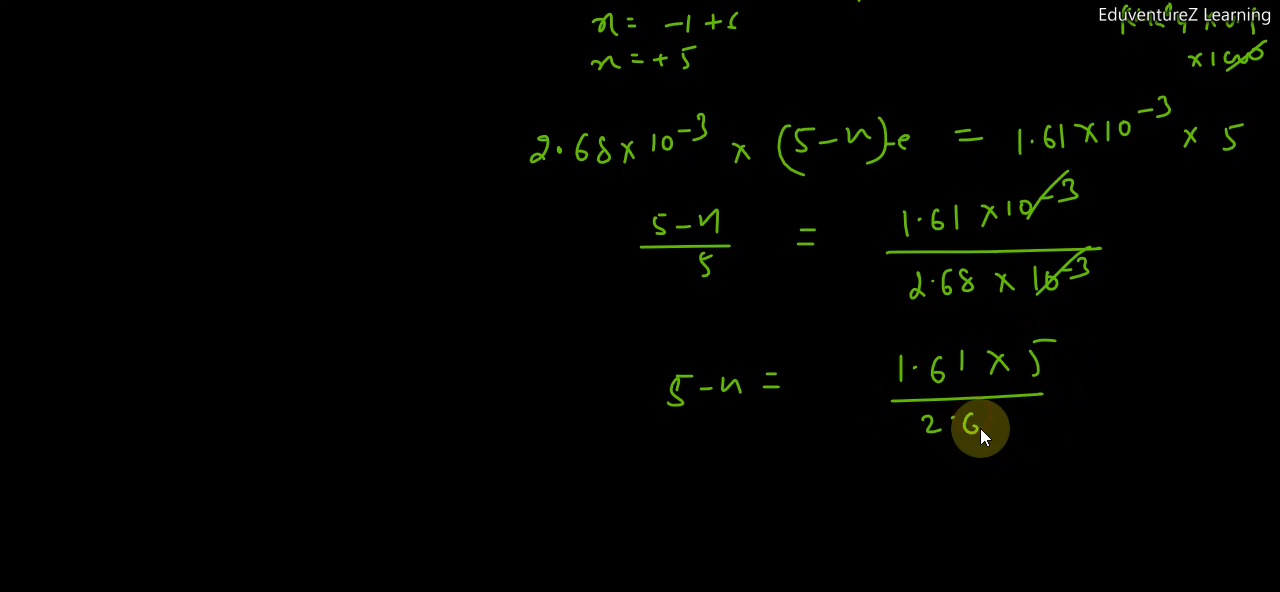 EduventureZ Learning
n = -1 + 6
n = + 5
× 1000
2.68 × 10⁻³ × (5 - n)e = 1.61 × 10⁻³ × 5
5 - n / 5 = 1.61 × 10⁻³ / 2.68 × 10⁻³
5 - n = 1.61 × 5 / 2.6